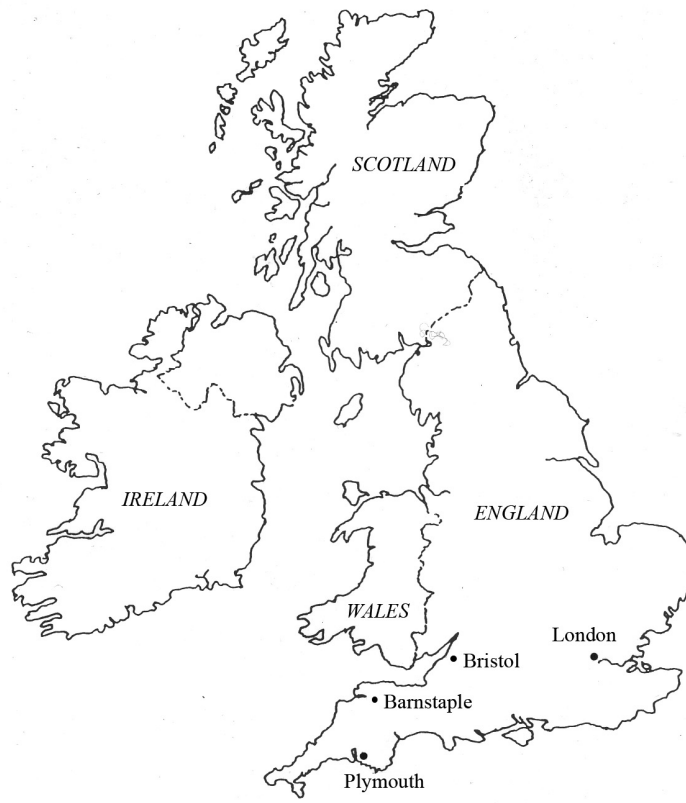 SCOTLAND
IRELAND
ENGLAND
WALES
London
Bristol
Barnstaple
Plymouth